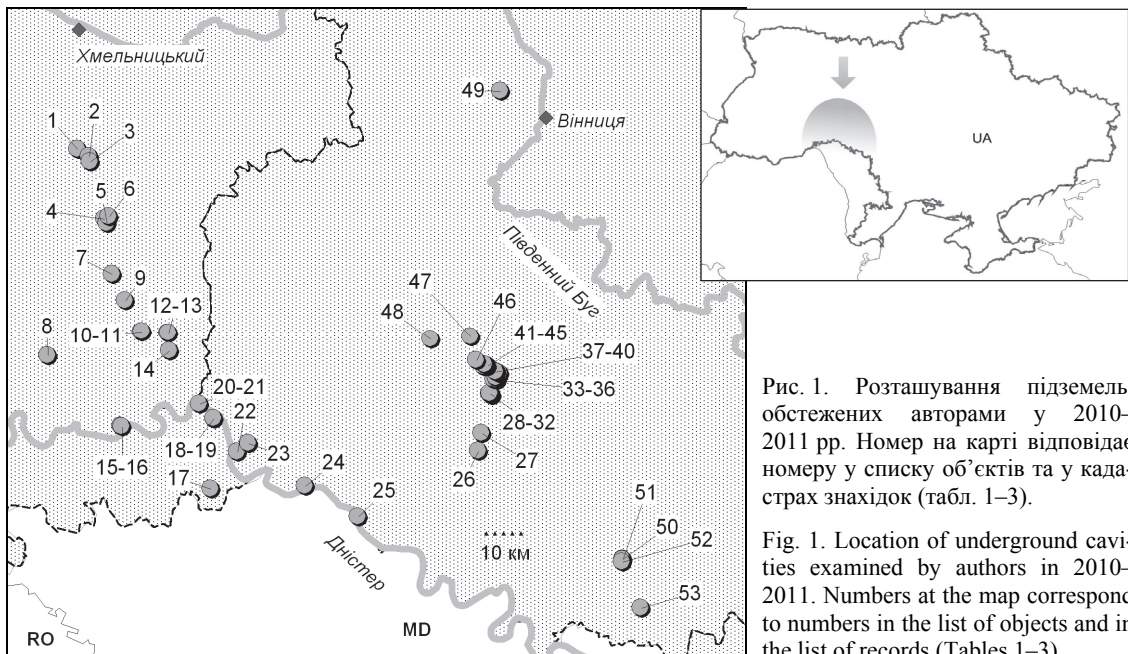 Хмельницький
1
2
3
49
Вінниця
UA
5
6
4
7
9
12-13
8
10-11
14
Південний Буг
47
46
48
41-45
37-40
33-36
28-32
27
26
20-21
22
18-19
23
15-16
17
24
25
Дністер
10 км
51
50
52
53
RO
MD
Рис. 1. Розташування підземель,
обстежених авторами у 2010–
2011 рр. Номер на карті відповідає
номеру у списку об’єктів та у када-
страх знахідок (табл. 1–3).
Fig. 1. Location of underground cavi-
ties examined by authors in 2010–
2011. Numbers at the map correspond
to numbers in the list of objects and in
the list of records (Tables 1–3).